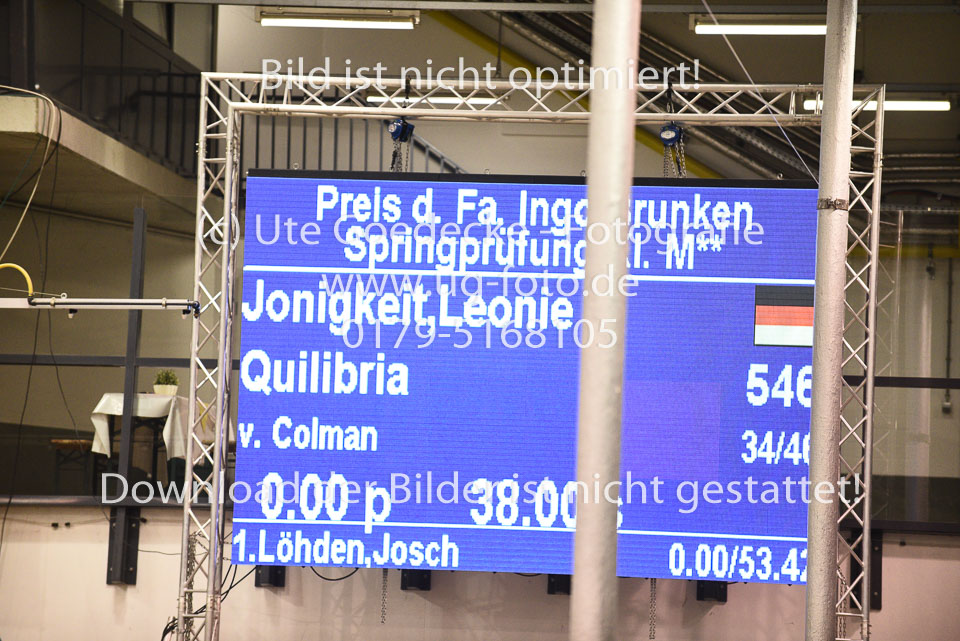 Bild ist nicht optimiert!
Preis d. Fa. Ingo Brunken
© Ute Goedecke - Fotografie
Springprüfung Kl. M**
www.ug-foto.de
Jonigkeit,Leonie
0179-5168105
Quilibria 546
v. Colman 34/40
Download der Bilder ist nicht gestattet!
0.00 p 38.00 s
1.Löhden,Josch 0.00/53.42